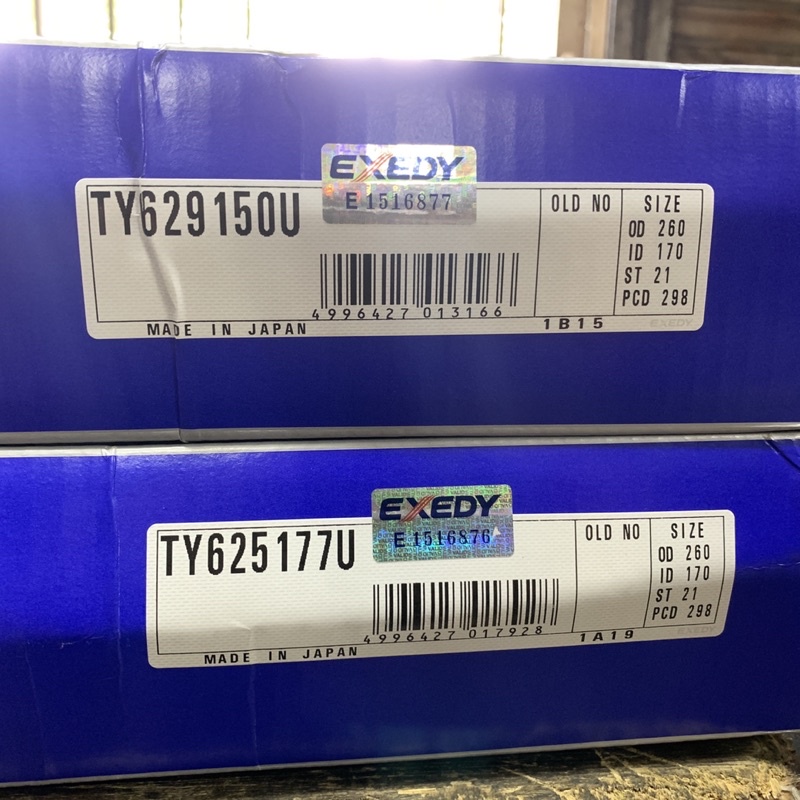 EXEDY
E 1516877
TY629150U
OLD NO
SIZE
OD 260
ID 170
ST 21
PCD 298
4996427 013166
MADE IN JAPAN
1B15
EXEDY
EXEDY
E 1516876
TY625177U
OLD NO
SIZE
OD 260
ID 170
ST 21
PCD 298
4996427 017928
MADE IN JAPAN
1A19
EXEDY